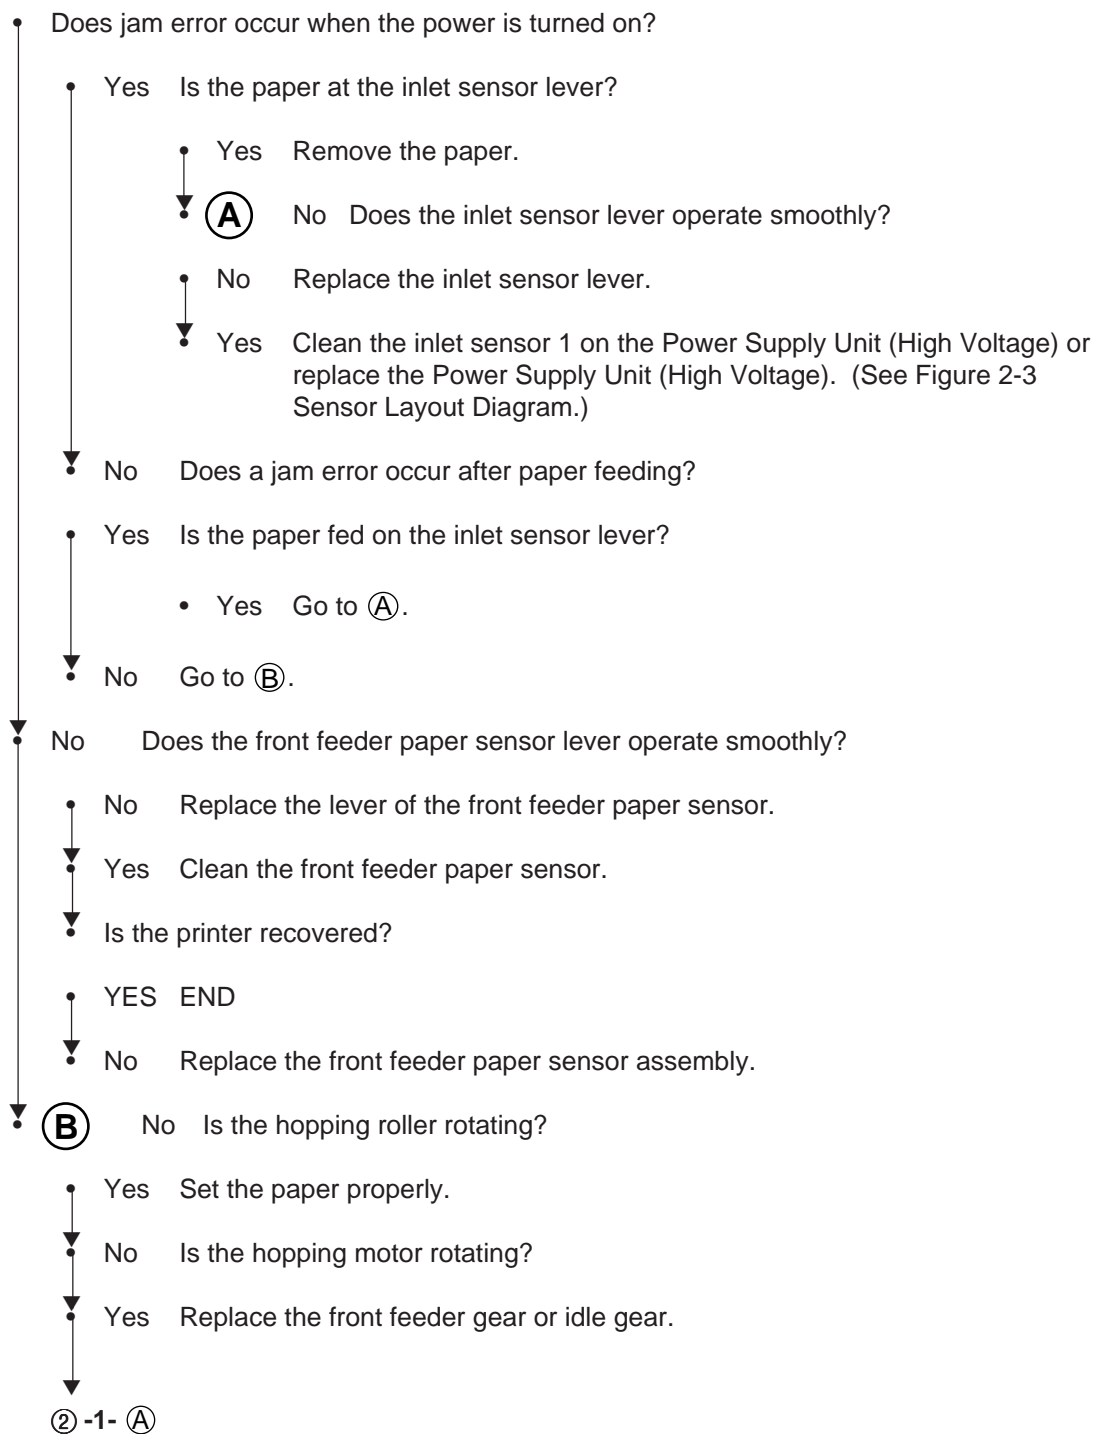 • Does jam error occur when the power is turned on?
• Yes Is the paper at the inlet sensor lever?
• Yes Remove the paper.
• Ⓐ No Does the inlet sensor lever operate smoothly?
• No Replace the inlet sensor lever.
• Yes Clean the inlet sensor 1 on the Power Supply Unit (High Voltage) or
replace the Power Supply Unit (High Voltage). (See Figure 2-3
Sensor Layout Diagram.)
• No Does a jam error occur after paper feeding?
• Yes Is the paper fed on the inlet sensor lever?
• Yes Go to Ⓐ.
• No Go to Ⓑ.
• No Does the front feeder paper sensor lever operate smoothly?
• No Replace the lever of the front feeder paper sensor.
• Yes Clean the front feeder paper sensor.
• Is the printer recovered?
• YES END
• No Replace the front feeder paper sensor assembly.
• Ⓑ No Is the hopping roller rotating?
• Yes Set the paper properly.
• No Is the hopping motor rotating?
• Yes Replace the front feeder gear or idle gear.
② -1- Ⓐ